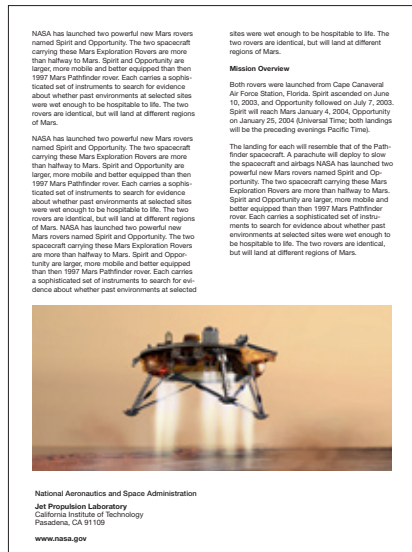 NASA has launched two powerful new Mars rovers
named Spirit and Opportunity. The two spacecraft
carrying these Mars Exploration Rovers are more
than halfway to Mars. Spirit and Opportunity are
larger, more mobile and better equipped than then
1997 Mars Pathfinder rover. Each carries a sophis-
ticated set of instruments to search for evidence
about whether past environments at selected sites
were wet enough to be hospitable to life. The two
rovers are identical, but will land at different regions
of Mars.
NASA has launched two powerful new Mars rovers
named Spirit and Opportunity. The two spacecraft
carrying these Mars Exploration Rovers are more
than halfway to Mars. Spirit and Opportunity are
larger, more mobile and better equipped than then
1997 Mars Pathfinder rover. Each carries a sophis-
ticated set of instruments to search for evidence
about whether past environments at selected sites
were wet enough to be hospitable to life. The two
rovers are identical, but will land at different regions
of Mars. NASA has launched two powerful new
Mars rovers named Spirit and Opportunity. The two
spacecraft carrying these Mars Exploration Rovers
are more than halfway to Mars. Spirit and Oppor-
tunity are larger, more mobile and better equipped
than then 1997 Mars Pathfinder rover. Each carries
a sophisticated set of instruments to search for evi-
dence about whether past environments at selected
sites were wet enough to be hospitable to life. The
two rovers are identical, but will land at different
regions of Mars.
Mission Overview
Both rovers were launched from Cape Canaveral
Air Force Station, Florida. Spirit ascended on June
10, 2003, and Opportunity followed on July 7, 2003.
Spirit will reach Mars January 4, 2004, Opportunity
on January 25, 2004 (Universal Time; both landings
will be the preceding evenings Pacific Time).
The landing for each will resemble that of the Path-
finder spacecraft. A parachute will deploy to slow
the spacecraft and airbags NASA has launched two
powerful new Mars rovers named Spirit and Op-
portunity. The two spacecraft carrying these Mars
Exploration Rovers are more than halfway to Mars.
Spirit and Opportunity are larger, more mobile and
better equipped than then 1997 Mars Pathfinder
rover. Each carries a sophisticated set of instru-
ments to search for evidence about whether past
environments at selected sites were wet enough to
be hospitable to life. The two rovers are identical,
but will land at different regions of Mars.
National Aeronautics and Space Administration
Jet Propulsion Laboratory
California Institute of Technology
Pasadena, CA 91109
www.nasa.gov